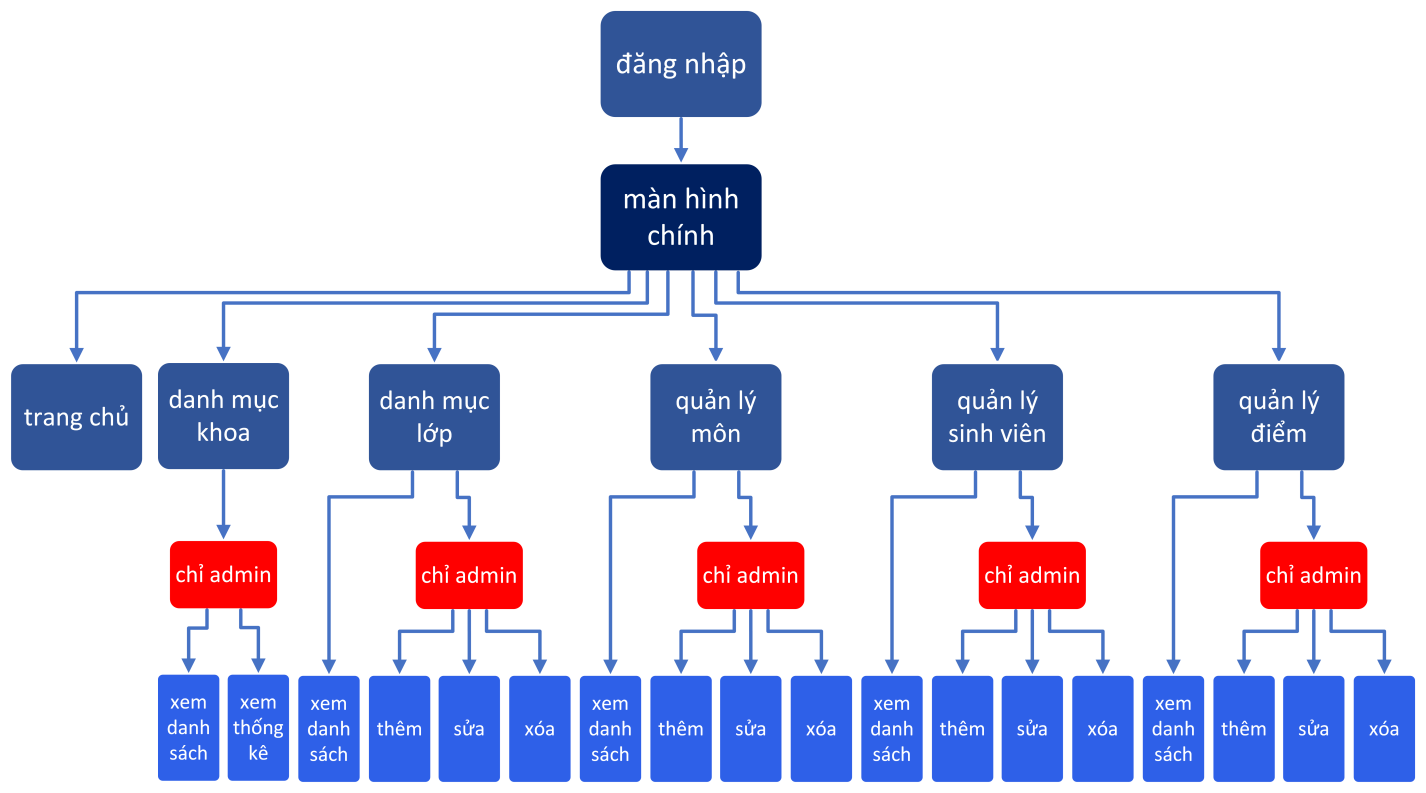 đăng nhập
màn hình
chính
trang chủ
danh mục
khoa
danh mục
lớp
quản lý
môn
quản lý
sinh viên
quản lý
điểm
chỉ admin
chỉ admin
chỉ admin
chỉ admin
chỉ admin
xem
danh
sách
xem
thống
kê
xem
danh
sách
thêm
sửa
xóa
xem
danh
sách
thêm
sửa
xóa
xem
danh
sách
thêm
sửa
xóa
xem
danh
sách
thêm
sửa
xóa